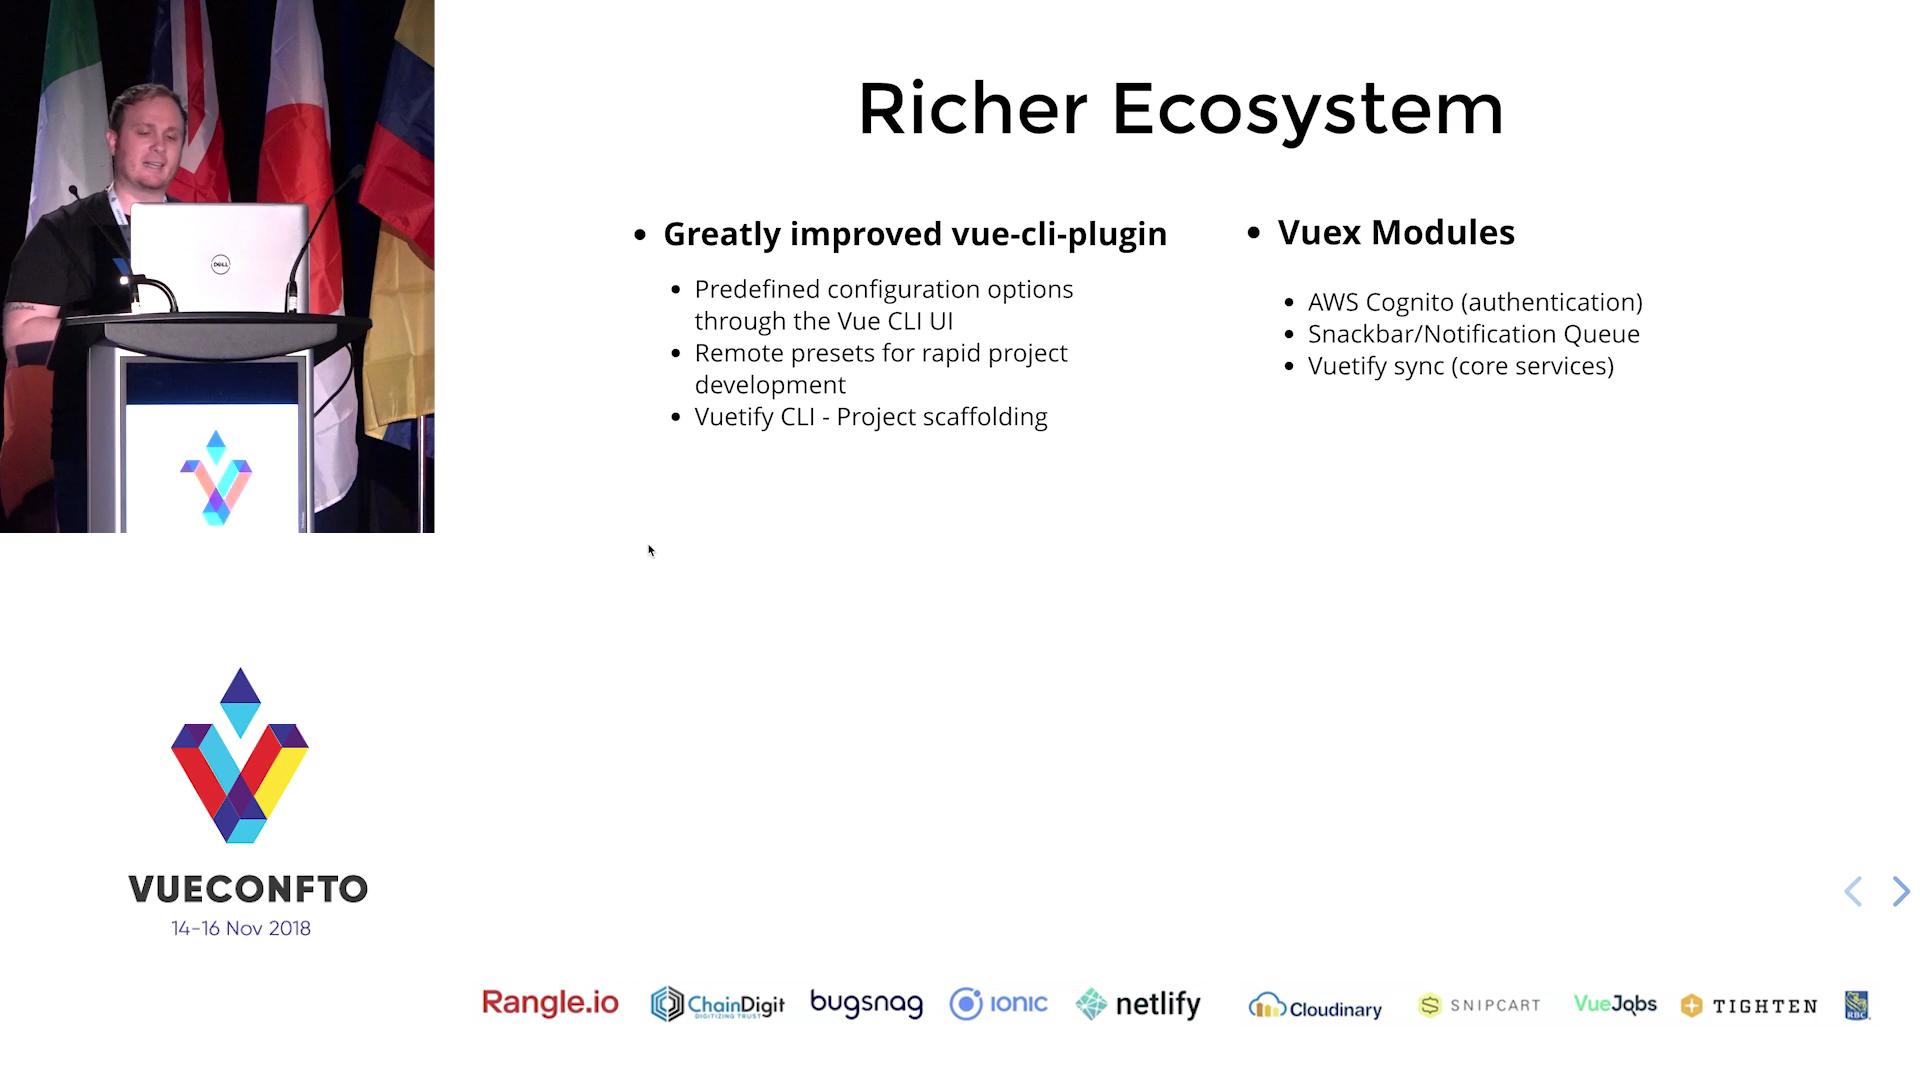 Richer Ecosystem
Greatly improved vue-cli-plugin
Predefined configuration options
through the Vue CLI UI
Remote presets for rapid project
development
Vuetify CLI - Project scaffolding
Vuex Modules
AWS Cognito (authentication)
Snackbar/Notification Queue
Vuetify sync (core services)
DELL
VUECONFTO
14-16 Nov 2018
Rangle.io
ChainDigit
DIGITIZING TRUST
bugsnag
IONIC
netlify
Cloudinary
SNIPCART
VueJobs
TIGHTEN
RBC